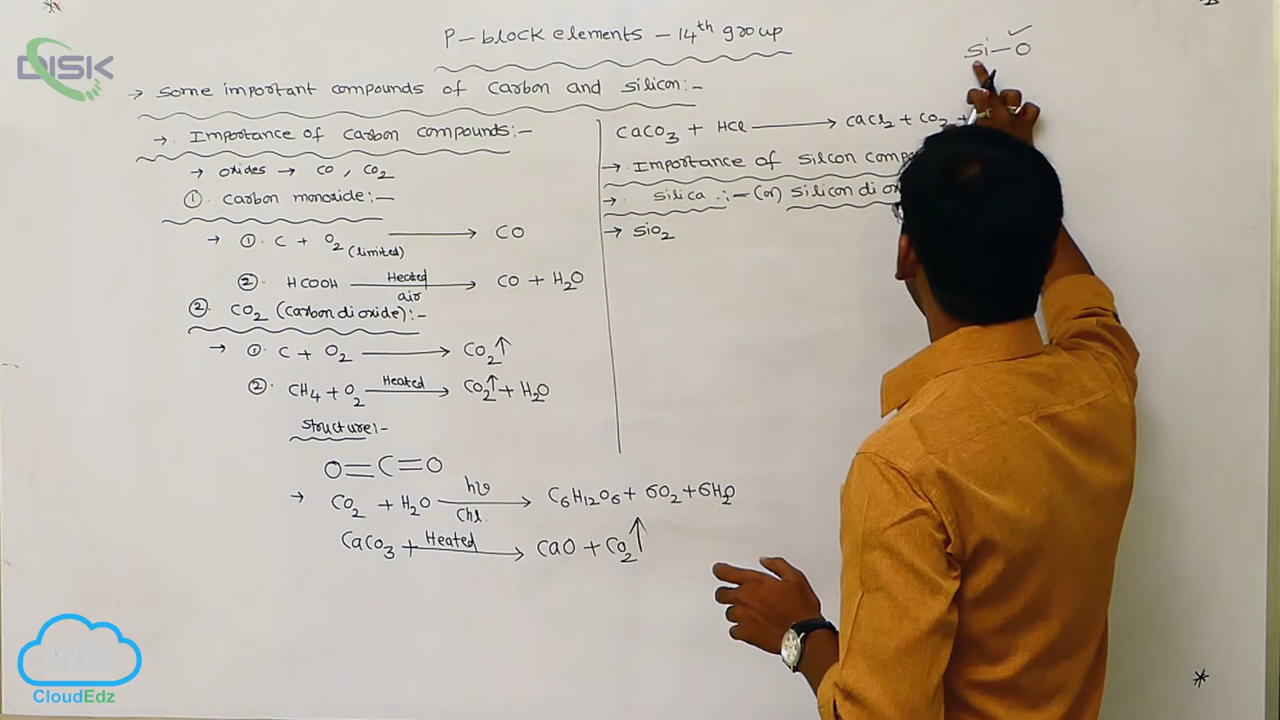 P-block elements - 14th group
Si-O
DISK
→ Some important compounds of carbon and silicon:-
→ Importance of carbon compounds:-
→ oxides → CO, CO2
① Carbon monoxide:-
→ ①. C + O2 (limited) → CO
②. HCOOH Heated air → CO + H2O
②. CO2 (Carbon dioxide):-
→ ①. C + O2 → CO2↑
②. CH4 + O2 Heated → CO2↑ + H2O
Structure:-
O=C=O
→ CO2 + H2O hν Chl. → C6H12O6 + 6O2 + 6H2O
CaCO3 + Heated → CaO + CO2↑
CaCO3 + HCl → CaCl2 + CO2 +
→ Importance of Silcon
→ Silica :- (or) Silicon
→ SiO2
CloudEdz